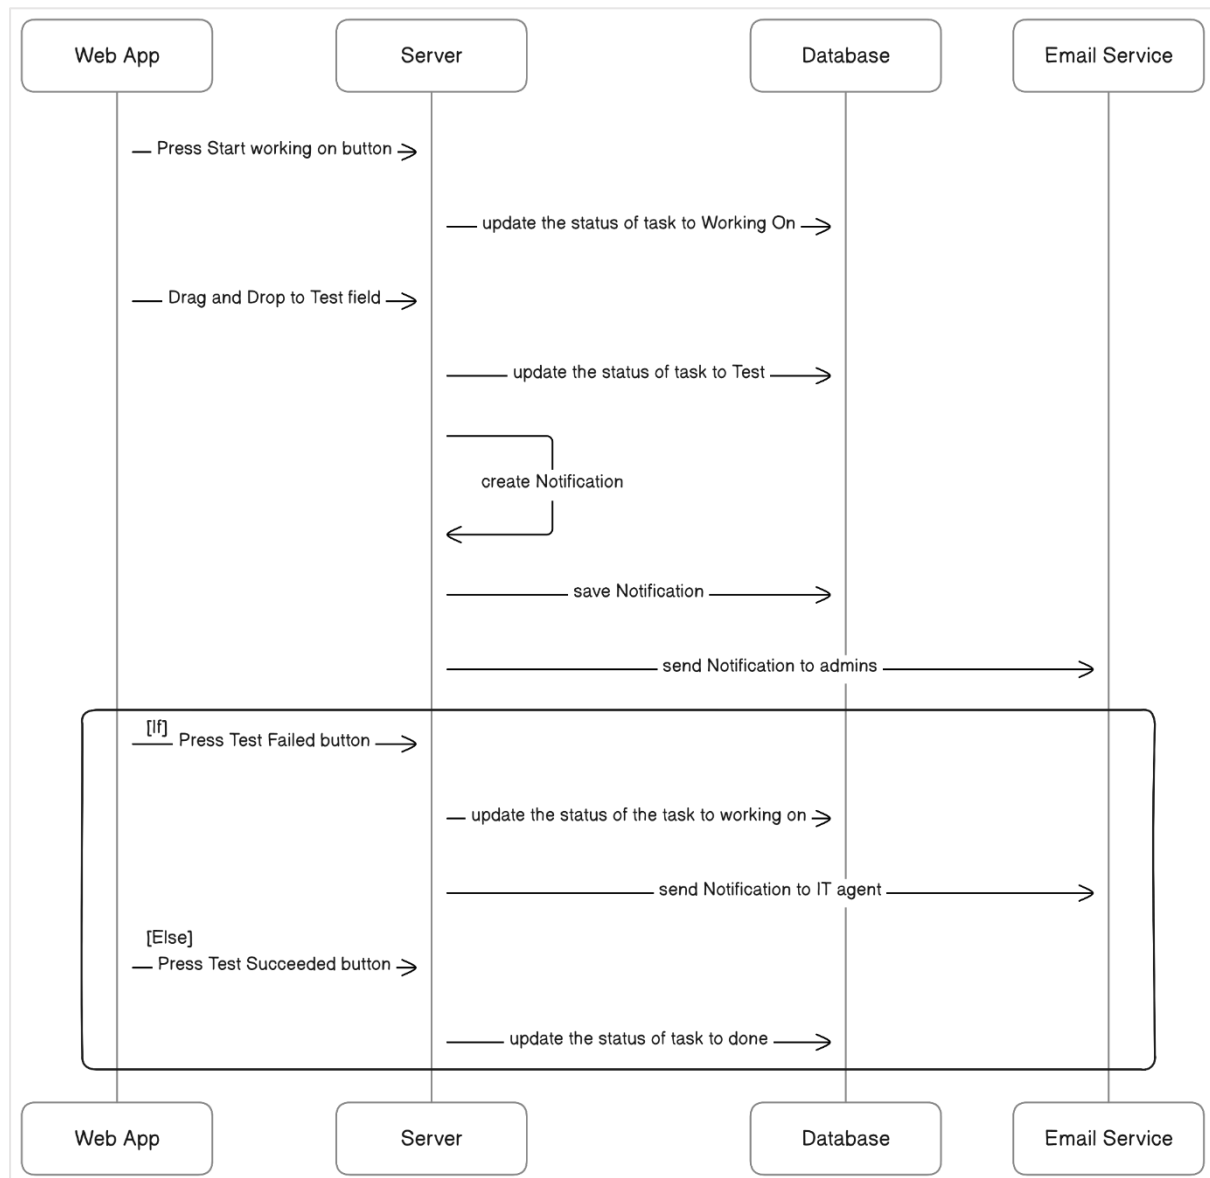 Web App
Server
Database
Email Service
Press Start working on button
update the status of task to Working On
Drag and Drop to Test field
update the status of task to Test
create Notification
save Notification
send Notification to admins
[If]
Press Test Failed button
update the status of the task to working on
send Notification to IT agent
[Else]
Press Test Succeeded button
update the status of task to done
Web App
Server
Database
Email Service